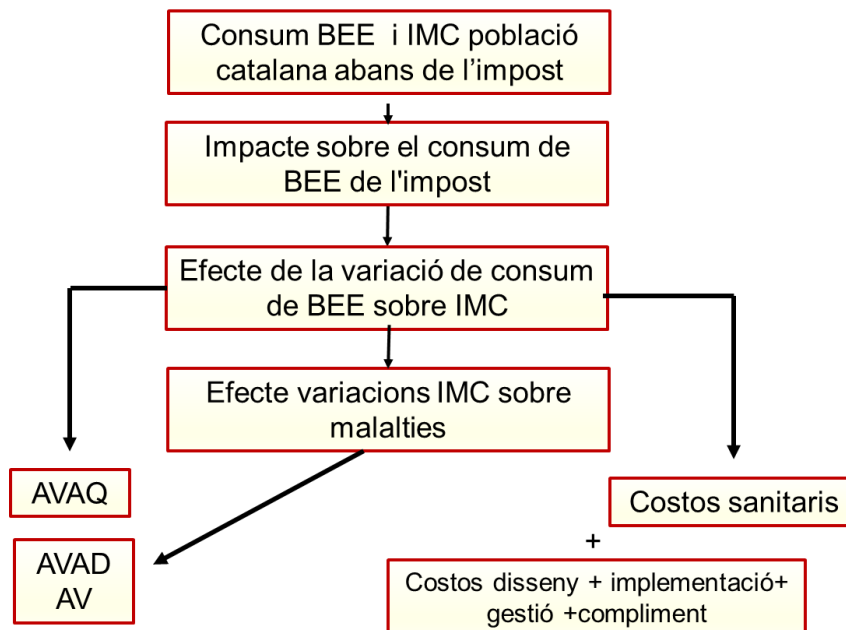 Consum BEE i IMC població
catalana abans de l’impost
Impacte sobre el consum de
BEE de l'impost
Efecte de la variació de consum
de BEE sobre IMC
Efecte variacions IMC sobre
malalties
AVAQ
AVAD
AV
Costos sanitaris
+
Costos disseny + implementació+
gestió +compliment